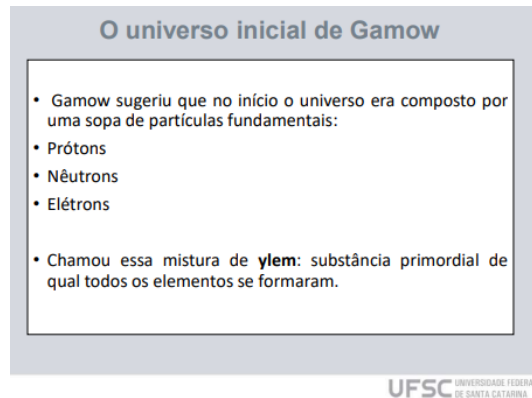 O universo inicial de Gamow
• Gamow sugeriu que no início o universo era composto por
uma sopa de partículas fundamentais:
• Prótons
• Nêutrons
• Elétrons
• Chamou essa mistura de ylem: substância primordial de
qual todos os elementos se formaram.
UFSC UNIVERSIDADE FEDERA
DE SANTA CATARINA